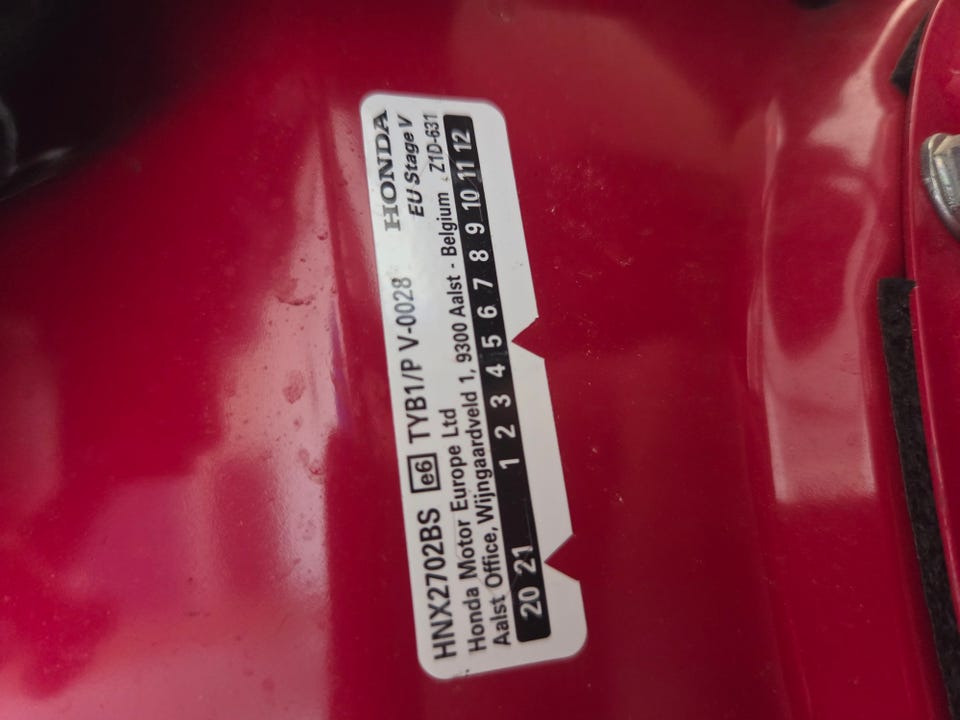 HNX2702BS e6 TYB1/P V-0028 HONDA
Honda Motor Europe Ltd EU Stage V
Aalst Office, Wijngaardveld 1, 9300 Aalst - Belgium Z1D-631
20 21 1 2 3 4 5 6 7 8 9 10 11 12